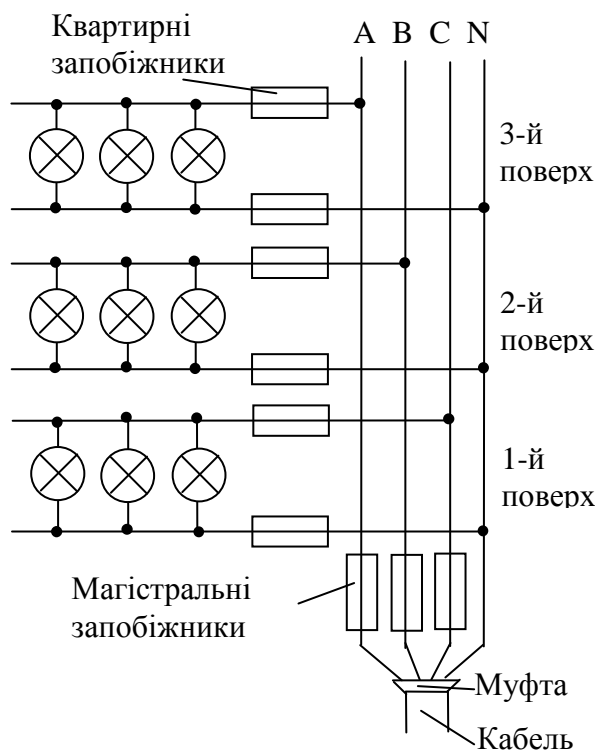 Квартирні
запобіжники
A B C N
3-й
поверх
2-й
поверх
1-й
поверх
Магістральні
запобіжники
Муфта
Кабель